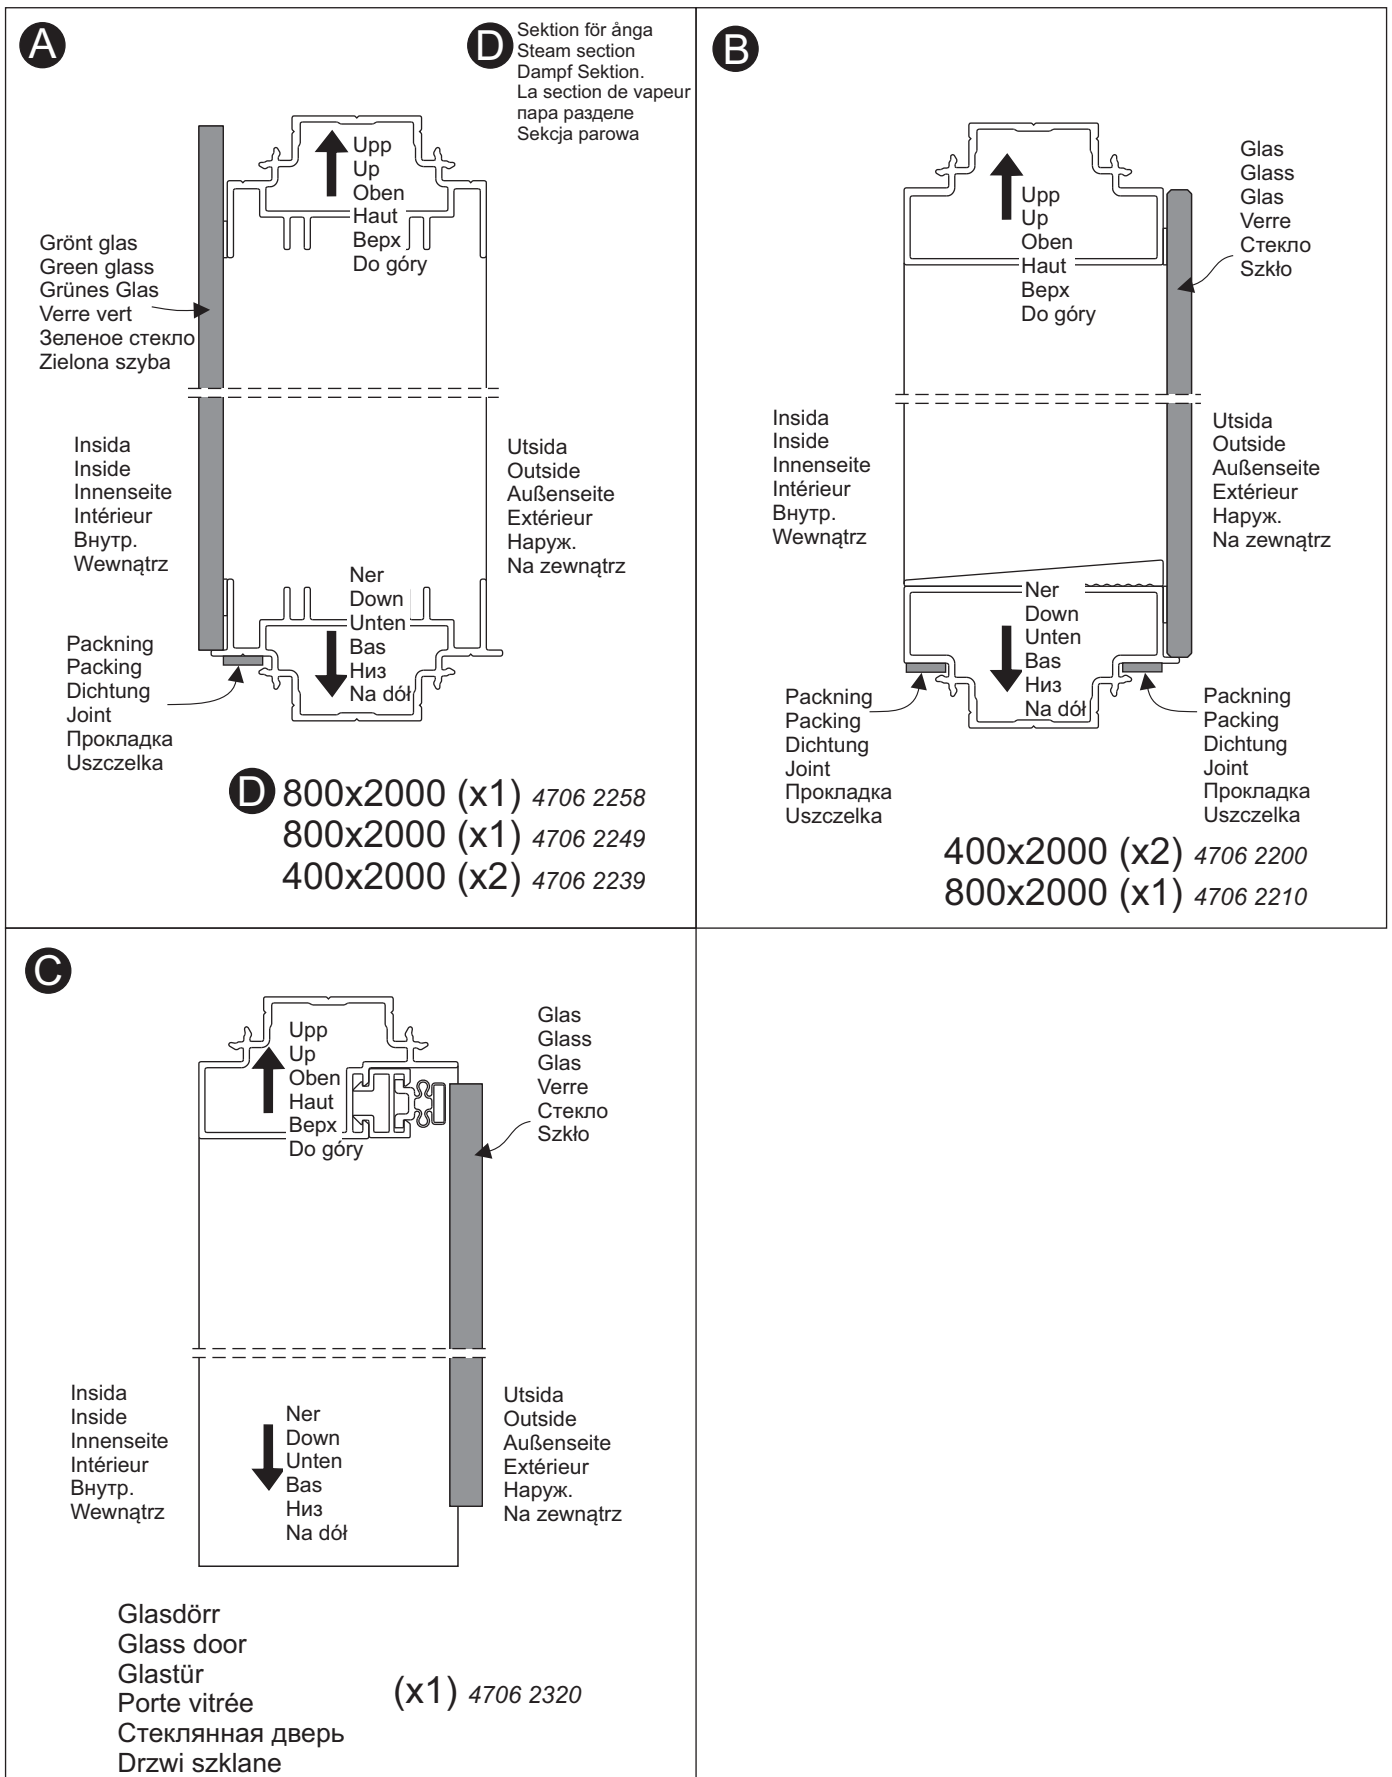 A
D
Sektion för ånga
Steam section
Dampf Sektion.
La section de vapeur
пара разделе
Sekcja parowa
Upp
Up
Oben
Haut
Верх
Do góry
Grönt glas
Green glass
Grünes Glas
Verre vert
Зеленое стекло
Zielona szyba
Insida
Inside
Innenseite
Intérieur
Внутр.
Wewnątrz
Utsida
Outside
Außenseite
Extérieur
Наруж.
Na zewnątrz
Ner
Down
Unten
Bas
Низ
Na dół
Packning
Packing
Dichtung
Joint
Прокладка
Uszczelka
D 800x2000 (x1) 4706 2258
800x2000 (x1) 4706 2249
400x2000 (x2) 4706 2239
B
Upp
Up
Oben
Haut
Верх
Do góry
Glas
Glass
Glas
Verre
Стекло
Szkło
Insida
Inside
Innenseite
Intérieur
Внутр.
Wewnątrz
Utsida
Outside
Außenseite
Extérieur
Наруж.
Na zewnątrz
Ner
Down
Unten
Bas
Низ
Na dół
Packning
Packing
Dichtung
Joint
Прокладка
Uszczelka
Packning
Packing
Dichtung
Joint
Прокладка
Uszczelka
400x2000 (x2) 4706 2200
800x2000 (x1) 4706 2210
C
Upp
Up
Oben
Haut
Верх
Do góry
Glas
Glass
Glas
Verre
Стекло
Szkło
Insida
Inside
Innenseite
Intérieur
Внутр.
Wewnątrz
Ner
Down
Unten
Bas
Низ
Na dół
Utsida
Outside
Außenseite
Extérieur
Наруж.
Na zewnątrz
Glasdörr
Glass door
Glastür
Porte vitrée
Стеклянная дверь
Drzwi szklane
(x1) 4706 2320